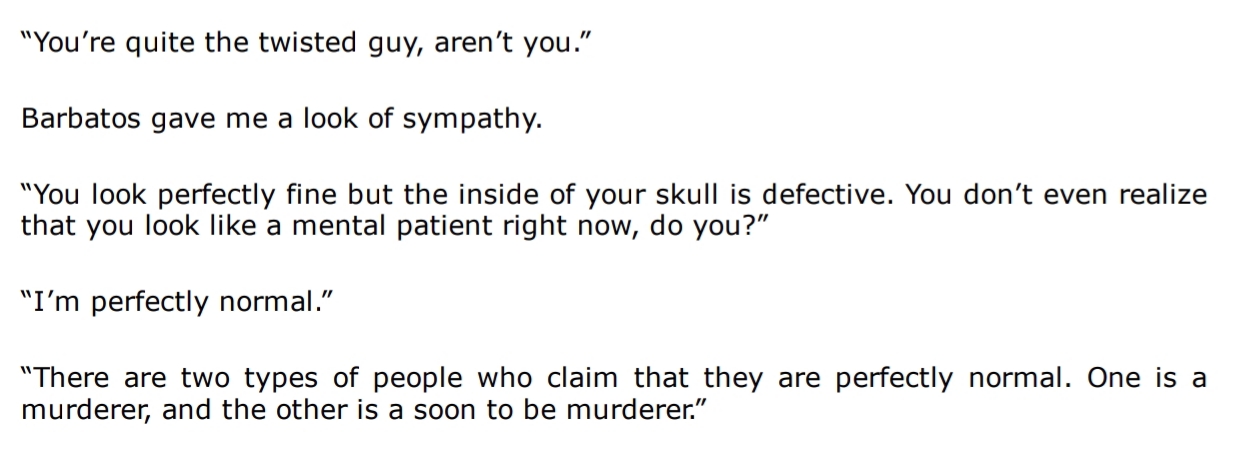 “You’re quite the twisted guy, aren’t you.”
Barbatos gave me a look of sympathy.
“You look perfectly fine but the inside of your skull is defective. You don’t even realize
that you look like a mental patient right now, do you?”
“I’m perfectly normal.”
“There are two types of people who claim that they are perfectly normal. One is a
murderer, and the other is a soon to be murderer.”